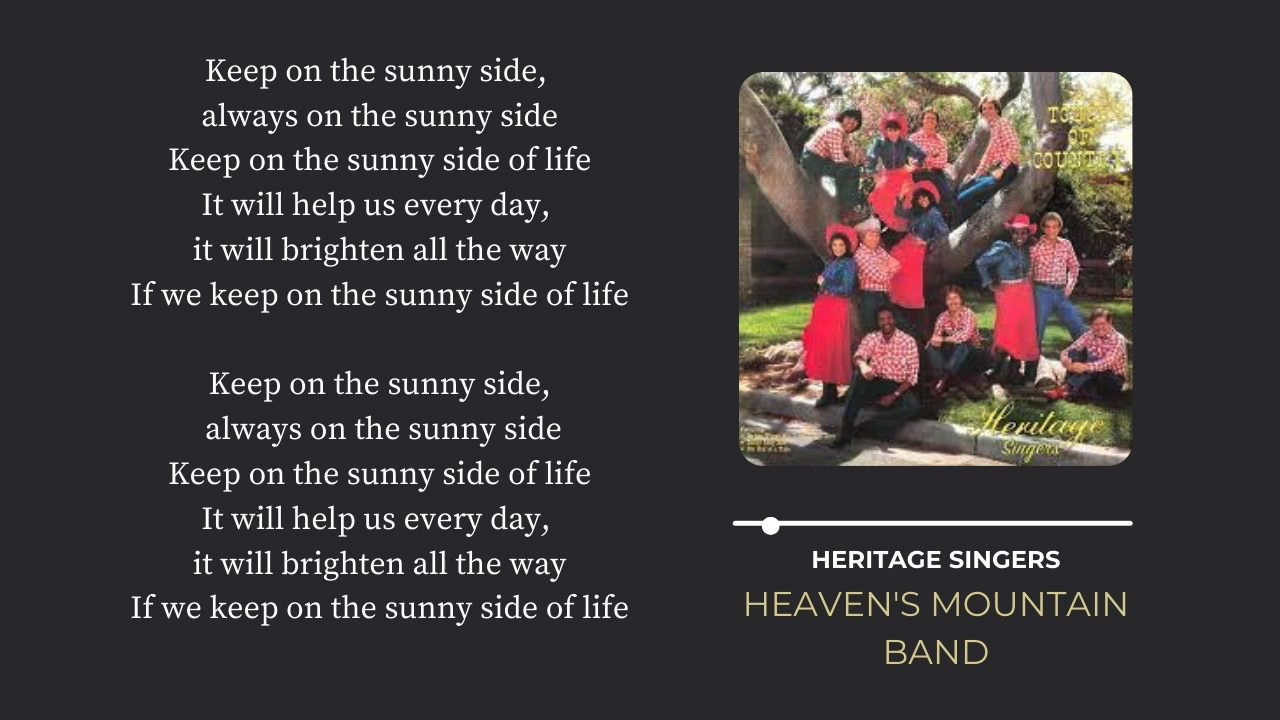 Keep on the sunny side,
always on the sunny side
Keep on the sunny side of life
It will help us every day,
it will brighten all the way
If we keep on the sunny side of life
Keep on the sunny side,
always on the sunny side
Keep on the sunny side of life
It will help us every day,
it will brighten all the way
If we keep on the sunny side of life
TOUCH
OF
COUNTRY
Heritage
Singers
HERITAGE SINGERS
HEAVEN'S MOUNTAIN
BAND